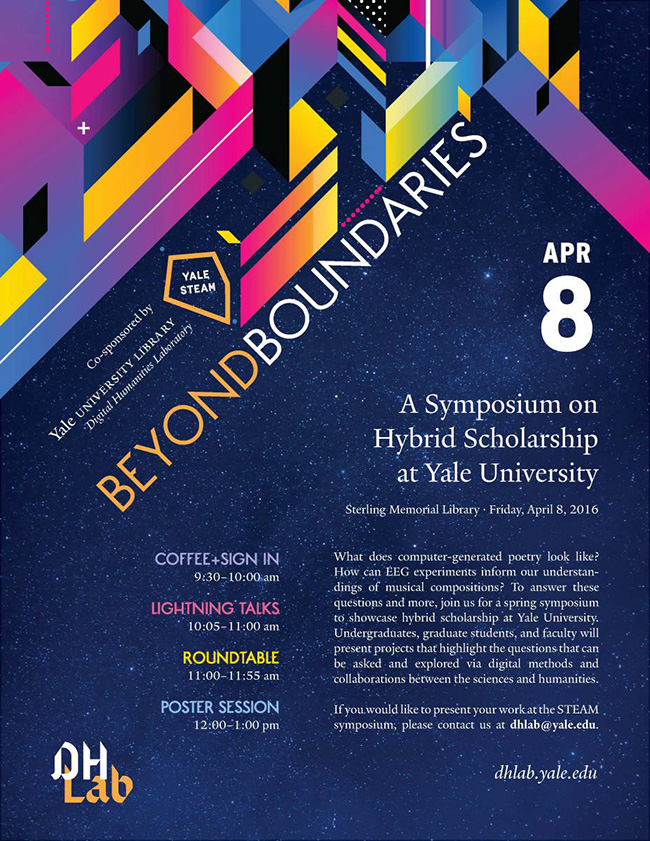 BEYONDBOUNDARIES
YALE
STEAM
Co-sponsored by
Yale UNIVERSITY LIBRARY
Digital Humanities Laboratory
APR
8
A Symposium on
Hybrid Scholarship
at Yale University
Sterling Memorial Library · Friday, April 8, 2016
COFFEE+SIGN IN
9:30–10:00 am
LIGHTNING TALKS
10:05–11:00 am
ROUNDTABLE
11:00–11:55 am
POSTER SESSION
12:00–1:00 pm
What does computer-generated poetry look like?
How can EEG experiments inform our understan-
dings of musical compositions? To answer these
questions and more, join us for a spring symposium
to showcase hybrid scholarship at Yale University.
Undergraduates, graduate students, and faculty will
present projects that highlight the questions that can
be asked and explored via digital methods and
collaborations between the sciences and humanities.
If you would like to present your work at the STEAM
symposium, please contact us at dhlab@yale.edu.
DH
Lab
dhlab.yale.edu